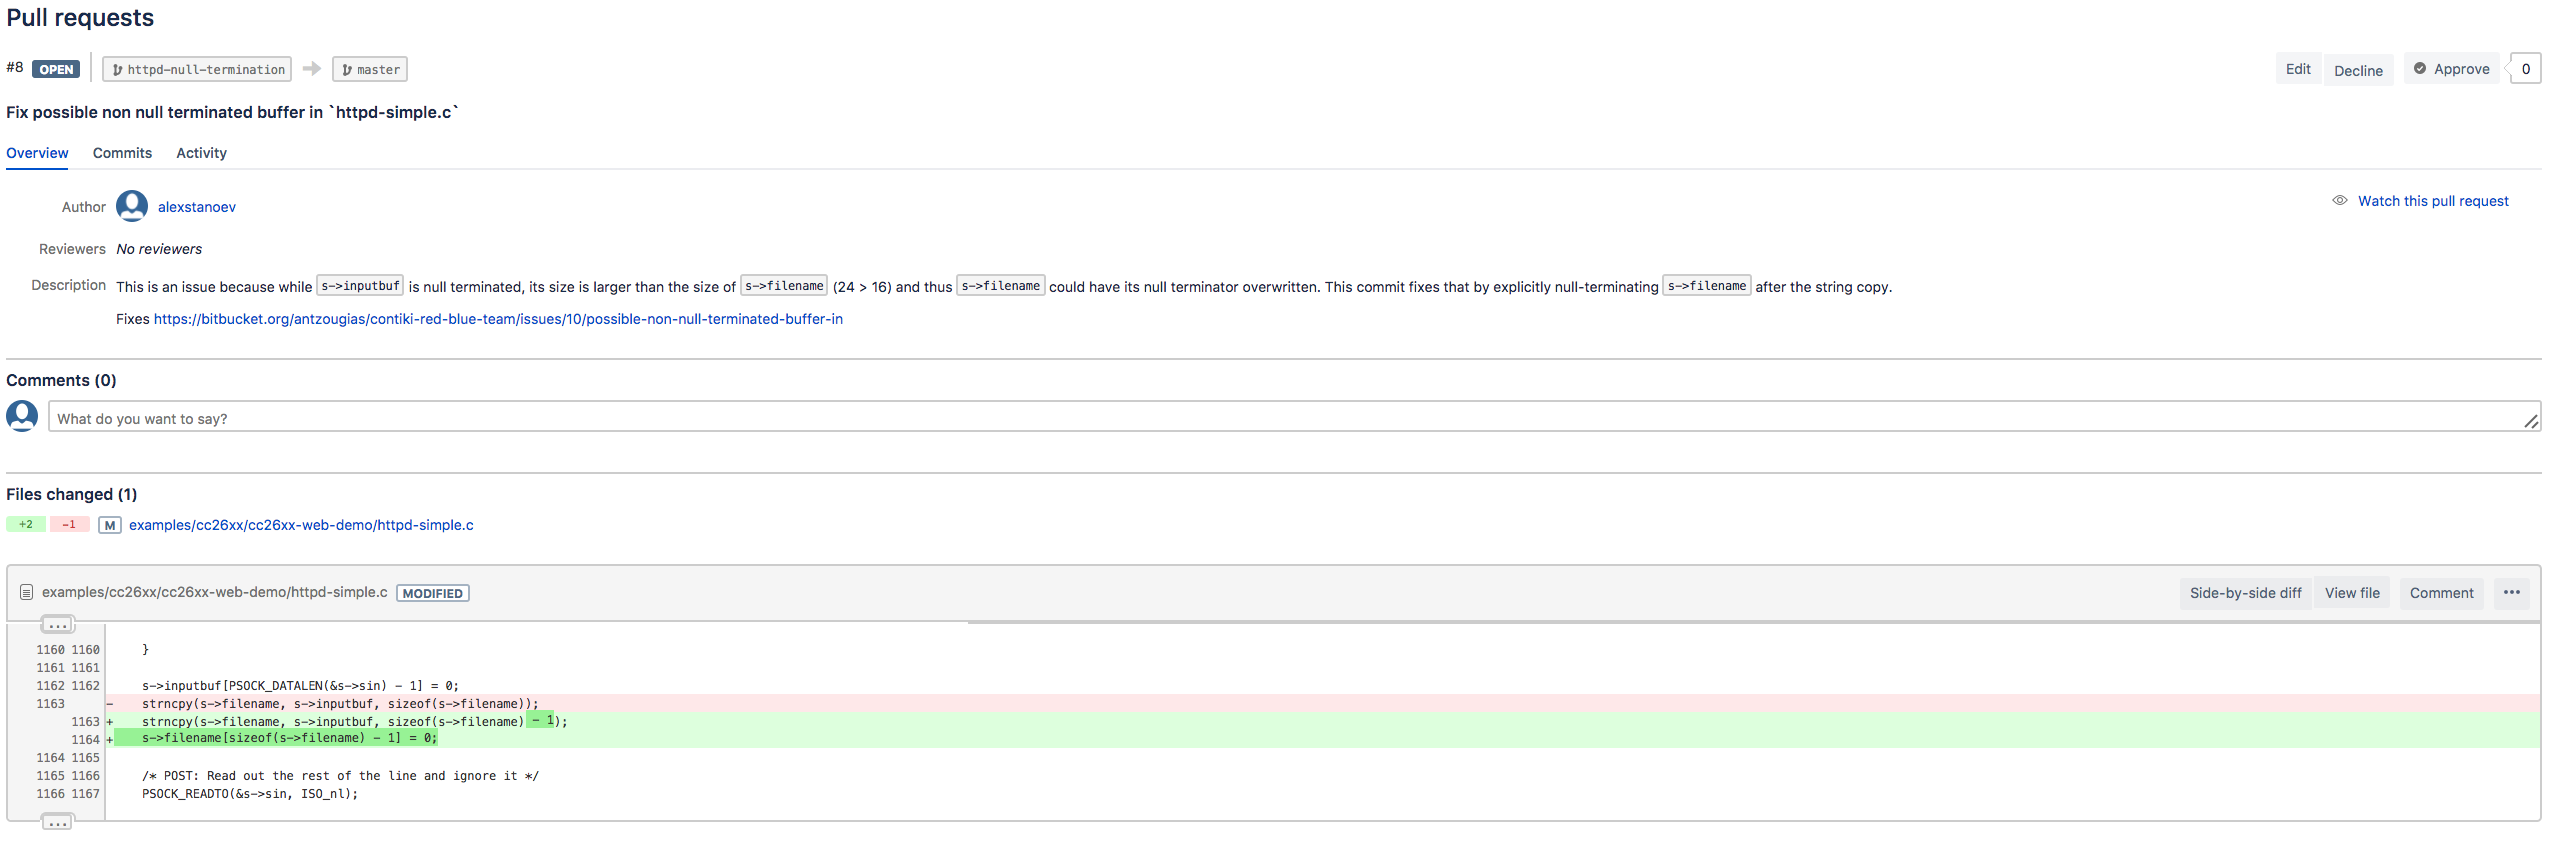 Pull requests
#8 OPEN httpd-null-termination master Edit Decline Approve 0
Fix possible non null terminated buffer in `httpd-simple.c`
Overview Commits Activity
Author alexstanoev Watch this pull request
Reviewers No reviewers
Description This is an issue because while s->inputbuf is null terminated, its size is larger than the size of s->filename (24 > 16) and thus s->filename could have its null terminator overwritten. This commit fixes that by explicitly null-terminating s->filename after the string copy.
Fixes https://bitbucket.org/antzougias/contiki-red-blue-team/issues/10/possible-non-null-terminated-buffer-in
Comments (0)
What do you want to say?
Files changed (1)
+2 -1 M examples/cc26xx/cc26xx-web-demo/httpd-simple.c
examples/cc26xx/cc26xx-web-demo/httpd-simple.c MODIFIED Side-by-side diff View file Comment •••
...
1160 1160 }
1161 1161
1162 1162 s->inputbuf[PSOCK_DATALEN(&s->sin) - 1] = 0;
1163 - strncpy(s->filename, s->inputbuf, sizeof(s->filename));
1163 + strncpy(s->filename, s->inputbuf, sizeof(s->filename) - 1);
1164 + s->filename[sizeof(s->filename) - 1] = 0;
1164 1165
1165 1166 /* POST: Read out the rest of the line and ignore it */
1166 1167 PSOCK_READTO(&s->sin, ISO_nl);
...